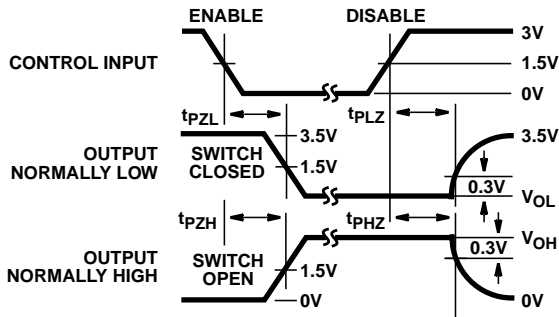 ENABLE DISABLE
3V
CONTROL INPUT
1.5V
0V
tPZL
tPLZ
3.5V
3.5V
OUTPUT
NORMALLY LOW
SWITCH
CLOSED
1.5V
0.3V
VOL
tPZH
tPHZ
VOH
0.3V
OUTPUT
NORMALLY HIGH
SWITCH
OPEN
1.5V
0V
0V